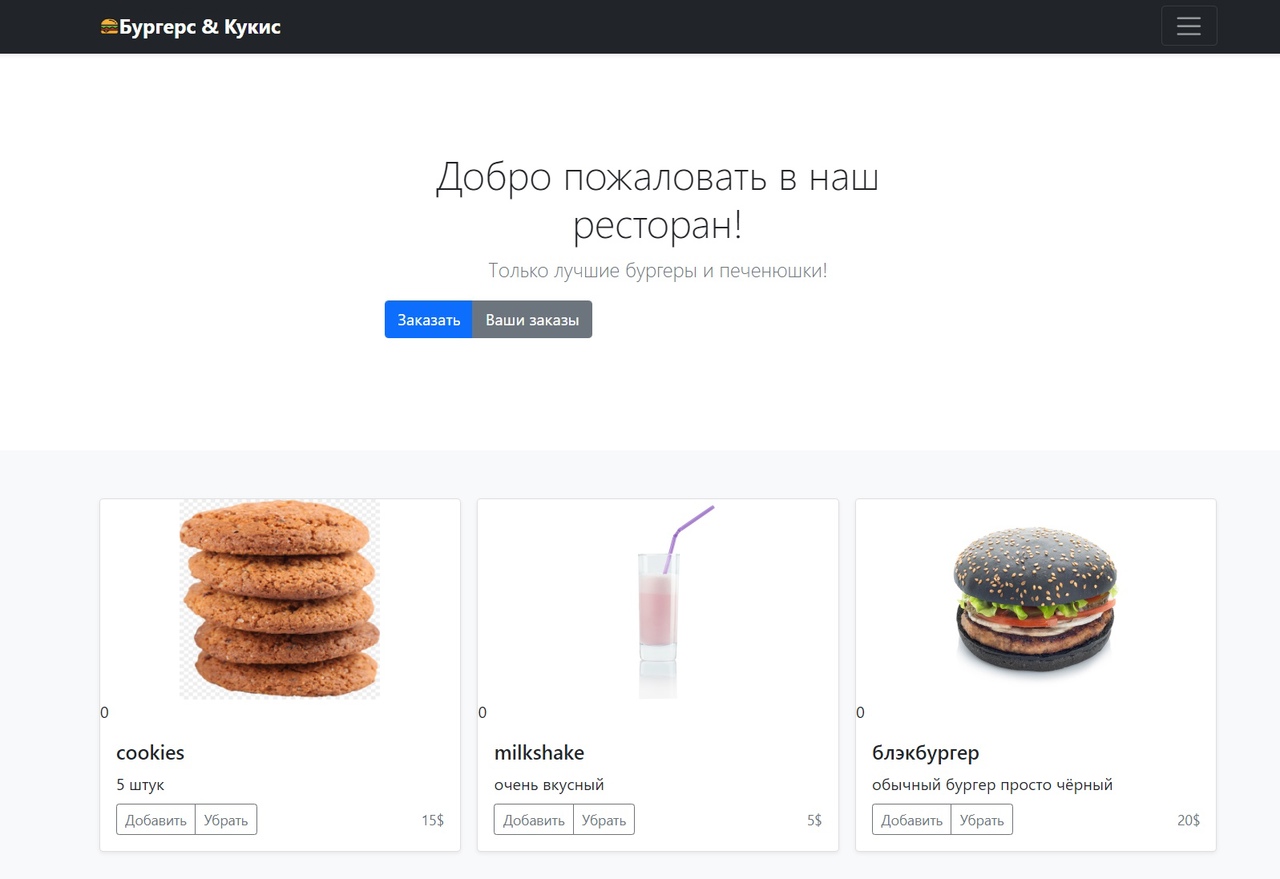 🍔Бургерс & Кукис
Добро пожаловать в наш
ресторан!
Только лучшие бургеры и печенюшки!
Заказать Ваши заказы
0
cookies
5 штук
Добавить Убрать 15$
0
milkshake
очень вкусный
Добавить Убрать 5$
0
блэкбургер
обычный бургер просто чёрный
Добавить Убрать 20$